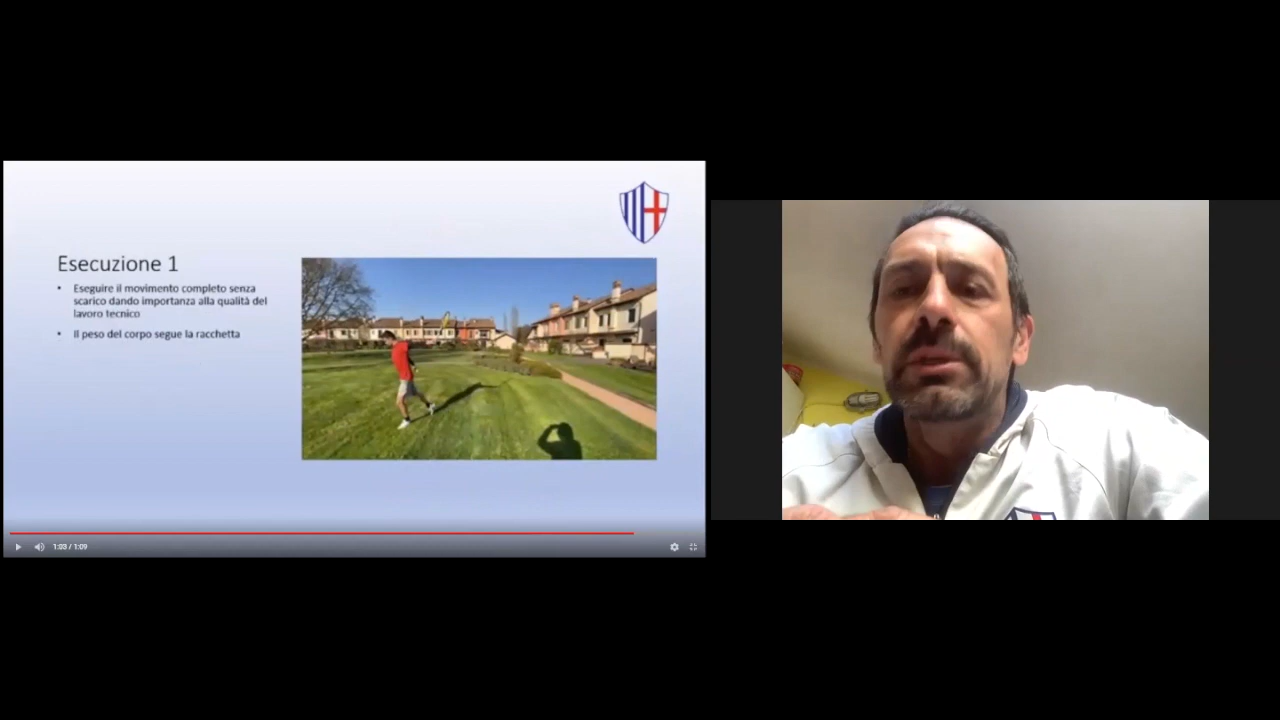 Esecuzione 1
• Eseguire il movimento completo senza
scarico dando importanza alla qualità del
lavoro tecnico
• Il peso del corpo segue la racchetta
1:03 / 1:09